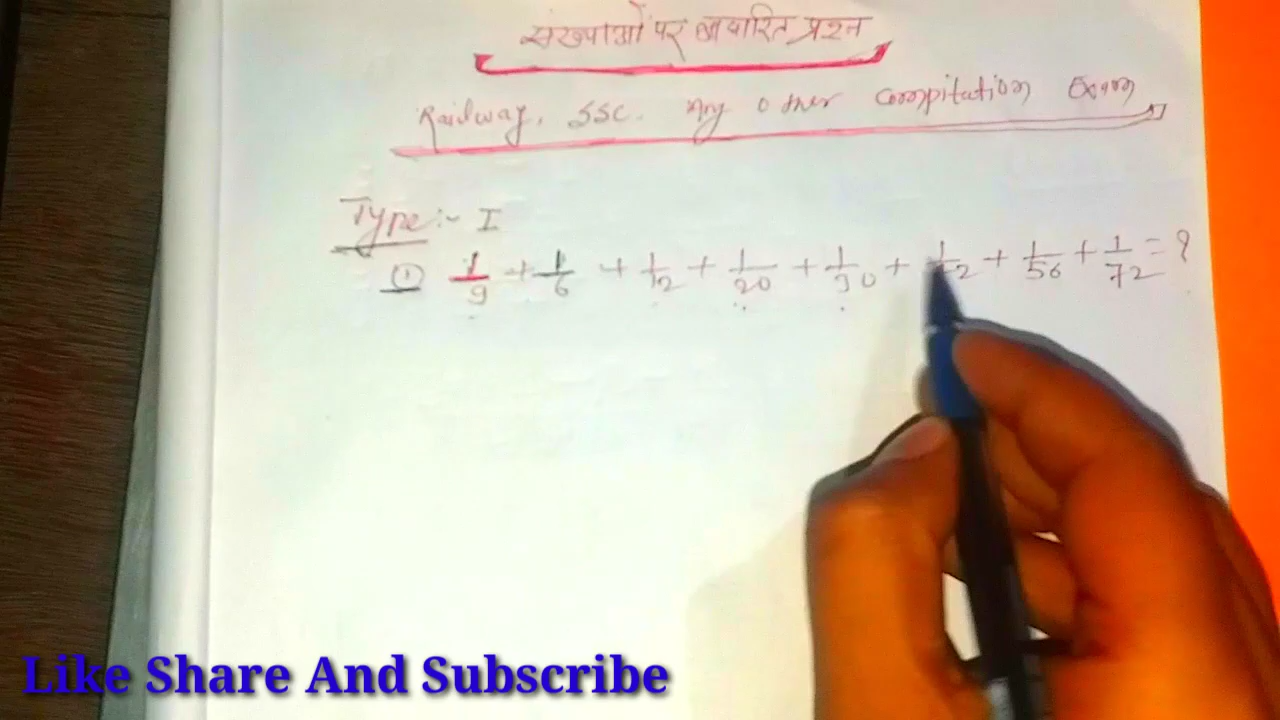 संख्याओं पर आधारित प्रश्न
Railway, SSC. Any other Compitation Exam
Type:- I
① 1/9 + 1/6 + 1/12 + 1/20 + 1/30 + 1/42 + 1/56 + 1/72 = ?
Like Share And Subscribe